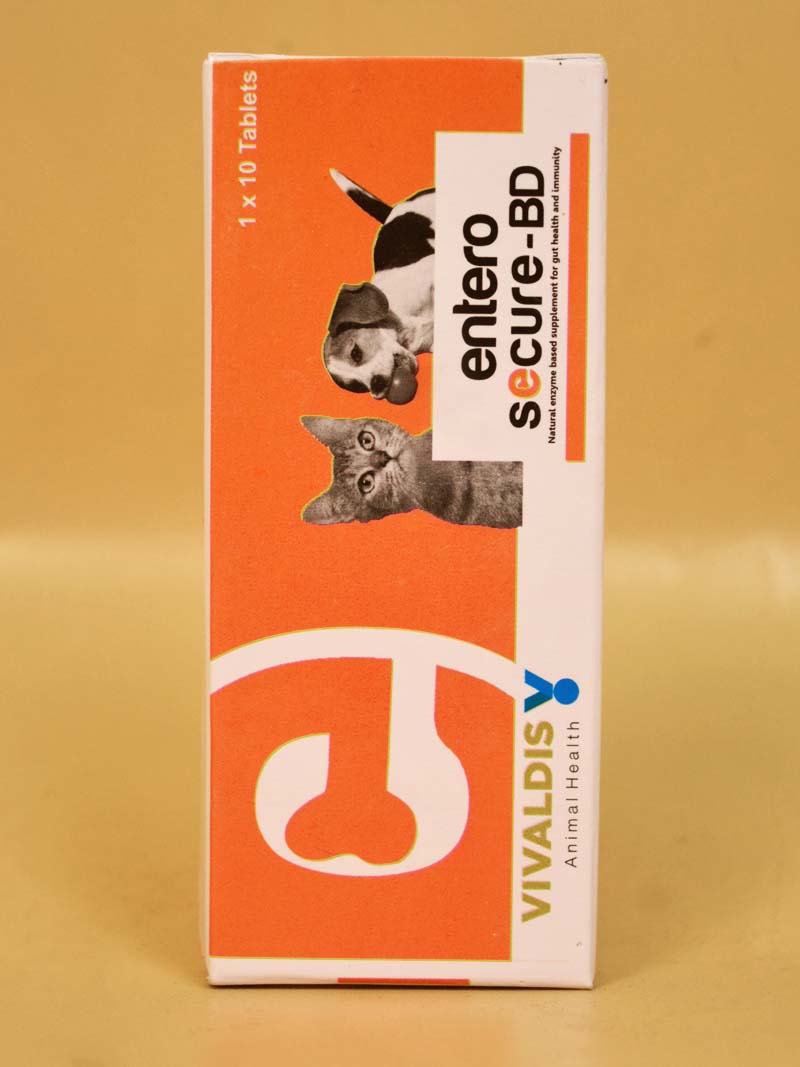 1 x 10 Tablets
entero
secure-BD
Natural enzyme based supplement for gut health and immunity
VIVALDIS
Animal Health